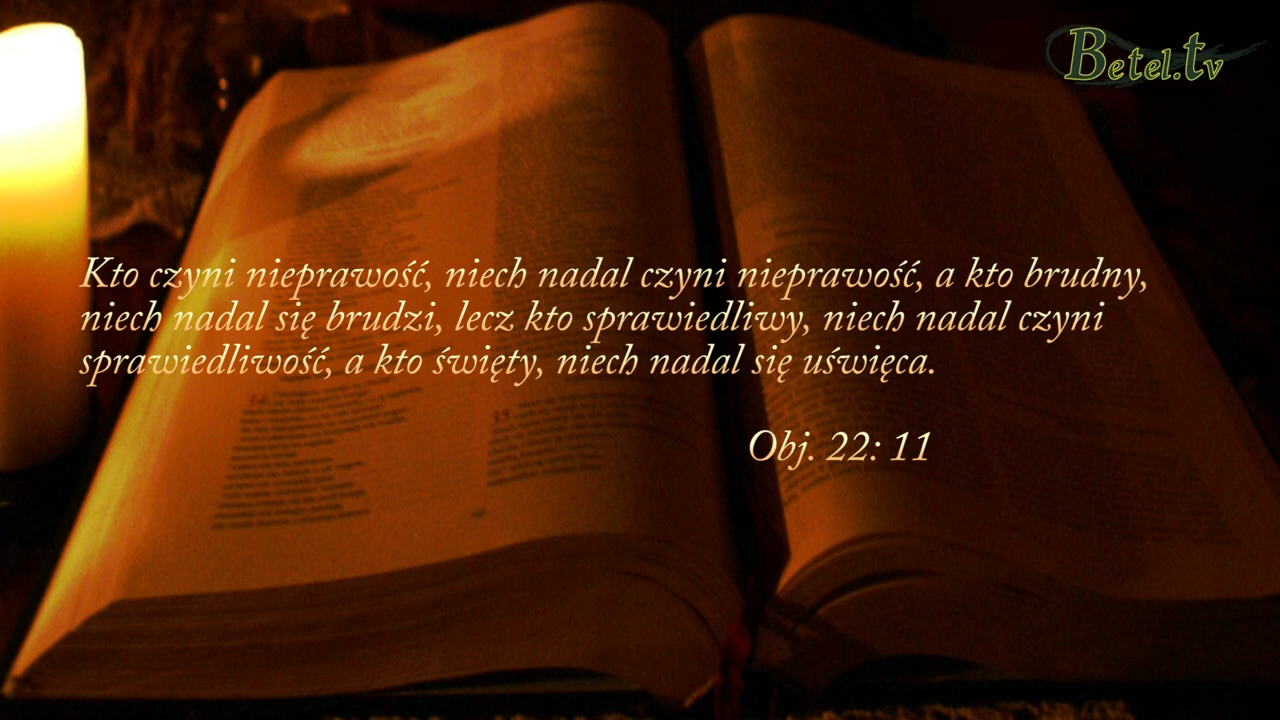 Betel.tv
Kto czyni nieprawość, niech nadal czyni nieprawość, a kto brudny,
niech nadal się brudzi, lecz kto sprawiedliwy, niech nadal czyni
sprawiedliwość, a kto święty, niech nadal się uświęca.
Obj. 22: 11